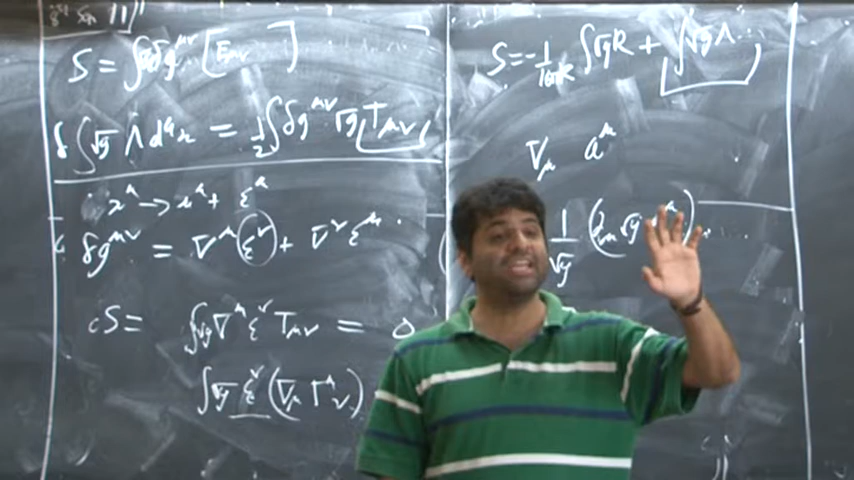 S = ∫ √g δg^{μν} [E_{μν} ]
δ ∫ √g Λ d⁴x = 1/2 ∫ δg^{μν} √g T_{μν}
x^μ → x^μ + ε^μ
δg^{μν} = ∇^μ ε^ν + ∇^ν ε^μ
δS = ∫ √g ∇^μ ε^ν T_{μν} = 0
∫ √g ε^ν (∇_μ T^μ_ν)
S = - 1/16πk ∫ √g R + ∫ √g Λ
∇_μ a^μ
1/√g (∂_μ √g a^μ)